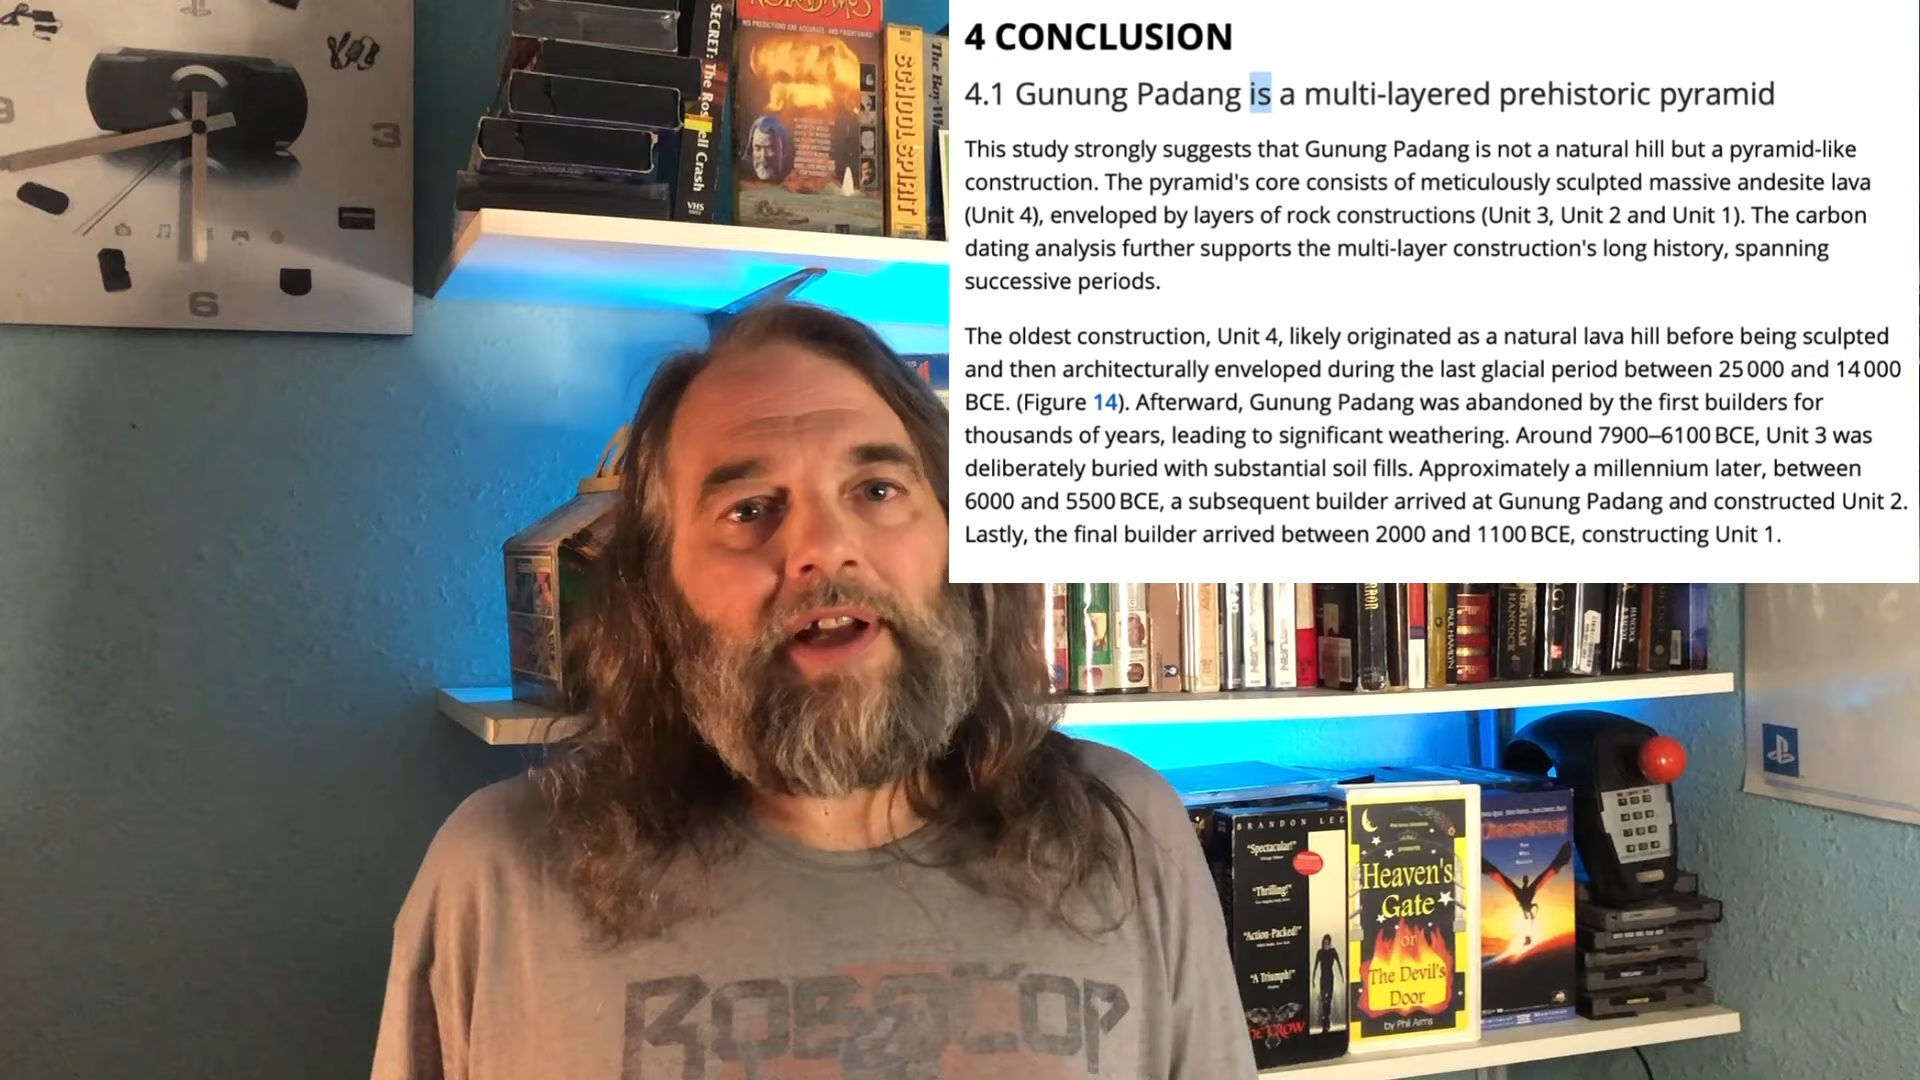 4 CONCLUSION
4.1 Gunung Padang is a multi-layered prehistoric pyramid
This study strongly suggests that Gunung Padang is not a natural hill but a pyramid-like
construction. The pyramid's core consists of meticulously sculpted massive andesite lava
(Unit 4), enveloped by layers of rock constructions (Unit 3, Unit 2 and Unit 1). The carbon
dating analysis further supports the multi-layer construction's long history, spanning
successive periods.
The oldest construction, Unit 4, likely originated as a natural lava hill before being sculpted
and then architecturally enveloped during the last glacial period between 25 000 and 14 000
BCE. (Figure 14). Afterward, Gunung Padang was abandoned by the first builders for
thousands of years, leading to significant weathering. Around 7900–6100 BCE, Unit 3 was
deliberately buried with substantial soil fills. Approximately a millennium later, between
6000 and 5500 BCE, a subsequent builder arrived at Gunung Padang and constructed Unit 2.
Lastly, the final builder arrived between 2000 and 1100 BCE, constructing Unit 1.
3
6
SECRET: The Ros ell Crash
VHS
SCHOOL SPIRIT
The Boy
GRAHAM
HANCOCK
BRANDON LEE
"Spectacular!"
"Thrilling!"
"Action-Packed!"
"A Triumph!"
CROW
presents
Heaven's
Gate
or
The Devil's
Door
by Phil Arms
ROBOCOP